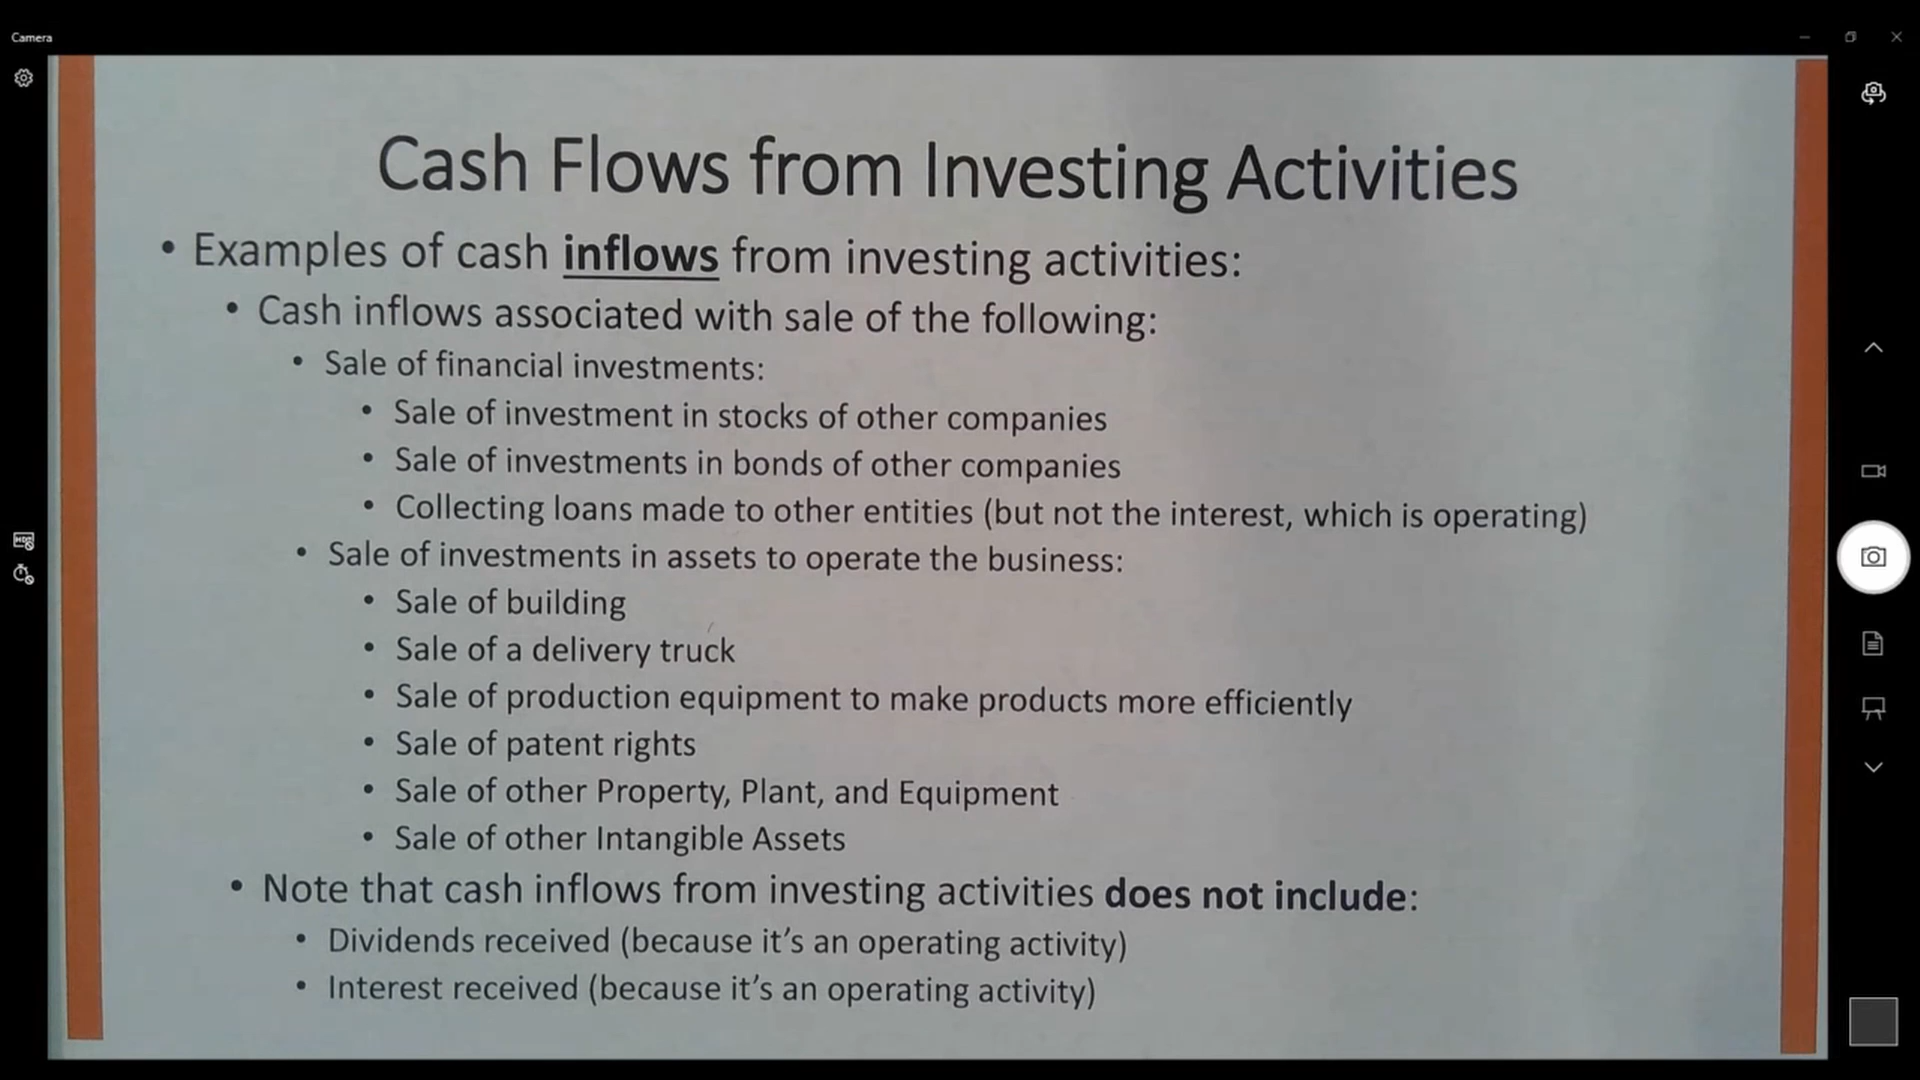 Camera
Cash Flows from Investing Activities
• Examples of cash inflows from investing activities:
• Cash inflows associated with sale of the following:
• Sale of financial investments:
• Sale of investment in stocks of other companies
• Sale of investments in bonds of other companies
• Collecting loans made to other entities (but not the interest, which is operating)
• Sale of investments in assets to operate the business:
• Sale of building
• Sale of a delivery truck
• Sale of production equipment to make products more efficiently
• Sale of patent rights
• Sale of other Property, Plant, and Equipment
• Sale of other Intangible Assets
• Note that cash inflows from investing activities does not include:
• Dividends received (because it's an operating activity)
• Interest received (because it's an operating activity)